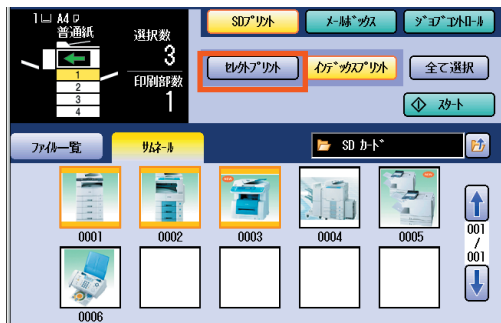 1 A4
普通紙
選択数
3
印刷部数
1
1
2
3
4
SDプリント
メールボックス
ジョブコントロール
セレクトプリント
インデックスプリント
全て選択
スタート
ファイル一覧
サムネール
SD カード
0001
0002
0003
0004
0005
0006
001
/
001